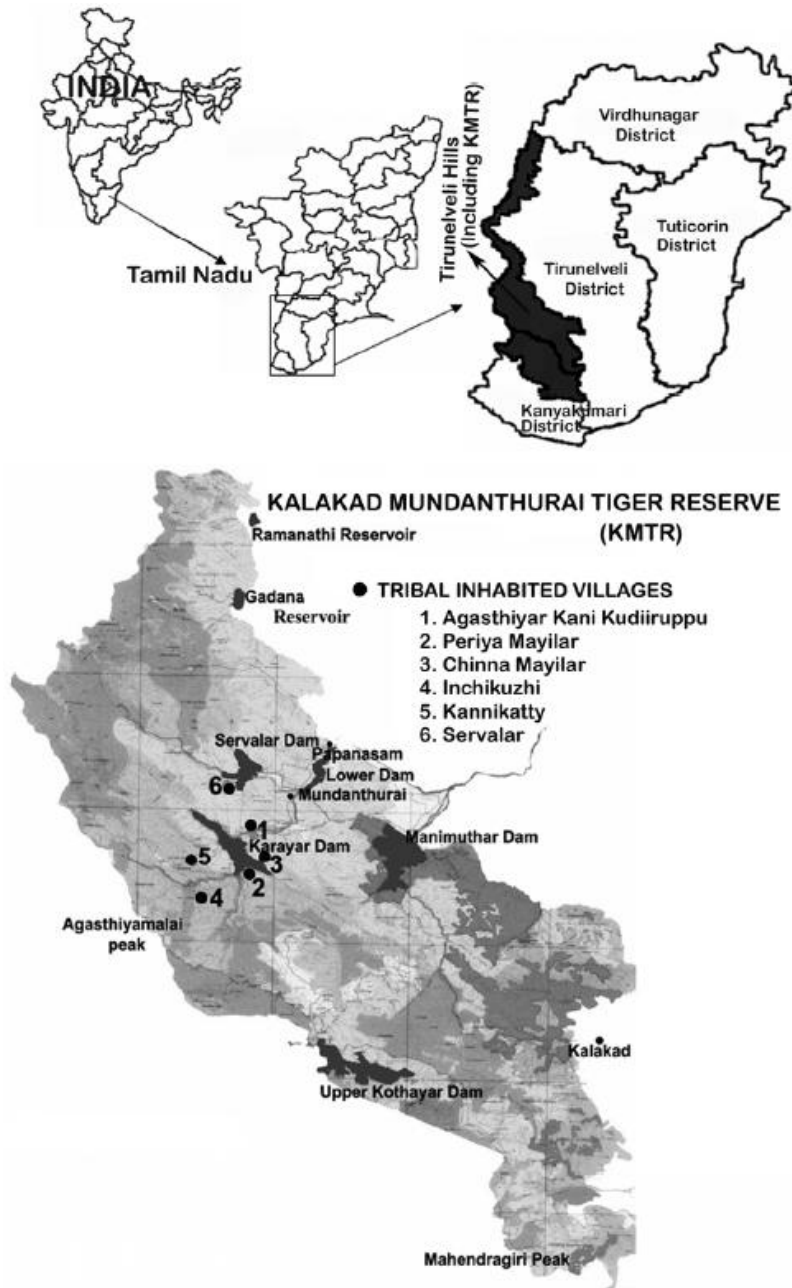 INDIA
Tamil Nadu
Tirunelveli Hills
(Including KMTR)
Virdhunagar
District
Tuticorin
District
Tirunelveli
District
Kanyakumari
District
KALAKAD MUNDANTHURAI TIGER RESERVE
(KMTR)
Ramanathi Reservoir
Gadana
Reservoir
TRIBAL INHABITED VILLAGES
1. Agasthiyar Kani Kudiiruppu
2. Periya Mayilar
3. Chinna Mayilar
4. Inchikuzhi
5. Kannikatty
6. Servalar
Servalar Dam
Papanasam
Lower Dam
6
Mundanthurai
1
Manimuthar Dam
Karayar Dam
5
3
2
4
Agasthiyamalai
peak
Kalakad
Upper Kothayar Dam
Mahendragiri Peak